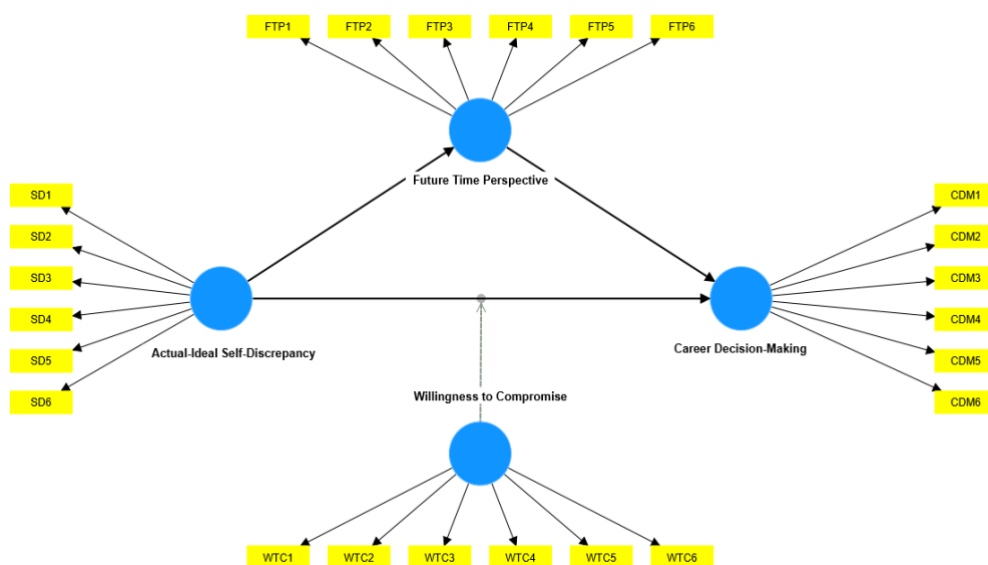 FTP1 FTP2 FTP3 FTP4 FTP5 FTP6
Future Time Perspective
SD1
SD2
SD3
SD4
SD5
SD6
Actual-Ideal Self-Discrepancy
CDM1
CDM2
CDM3
CDM4
CDM5
CDM6
Career Decision-Making
Willingness to Compromise
WTC1 WTC2 WTC3 WTC4 WTC5 WTC6